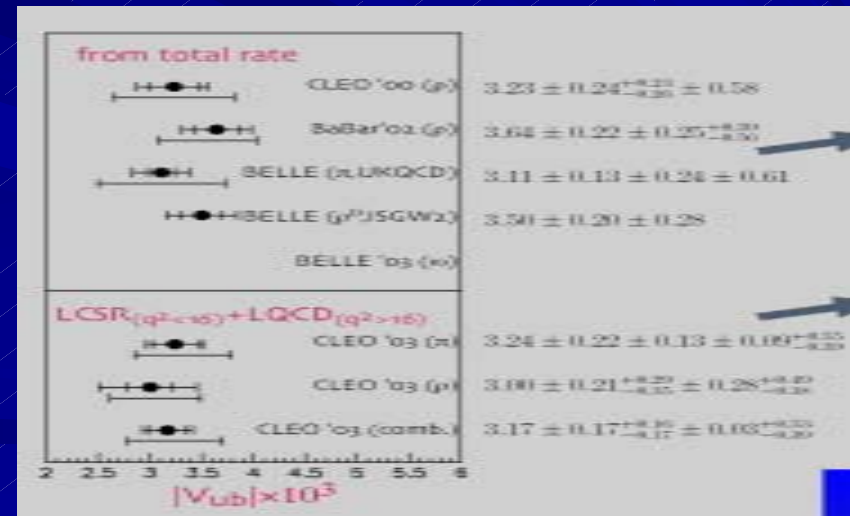 from total rate
CLEO '00 (ρ) 3.23 ± 0.24 ± 0.58
BaBar'02 (ρ) 3.64 ± 0.22 ± 0.25
BELLE (π,UKQCD) 3.11 ± 0.13 ± 0.24 ± 0.61
BELLE (ρ⁰,ISGW2) 3.50 ± 0.20 ± 0.28
BELLE '03 (ω)
LCSR(q²<16)+LQCD(q²>16)
CLEO '03 (π) 3.24 ± 0.22 ± 0.13 ± 0.09
CLEO '03 (ρ) 3.00 ± 0.21 ± 0.28
CLEO '03 (comb.) 3.17 ± 0.17 ± 0.03
2 2.5 3 3.5 4 4.5 5 5.5 6
|Vub|×10³